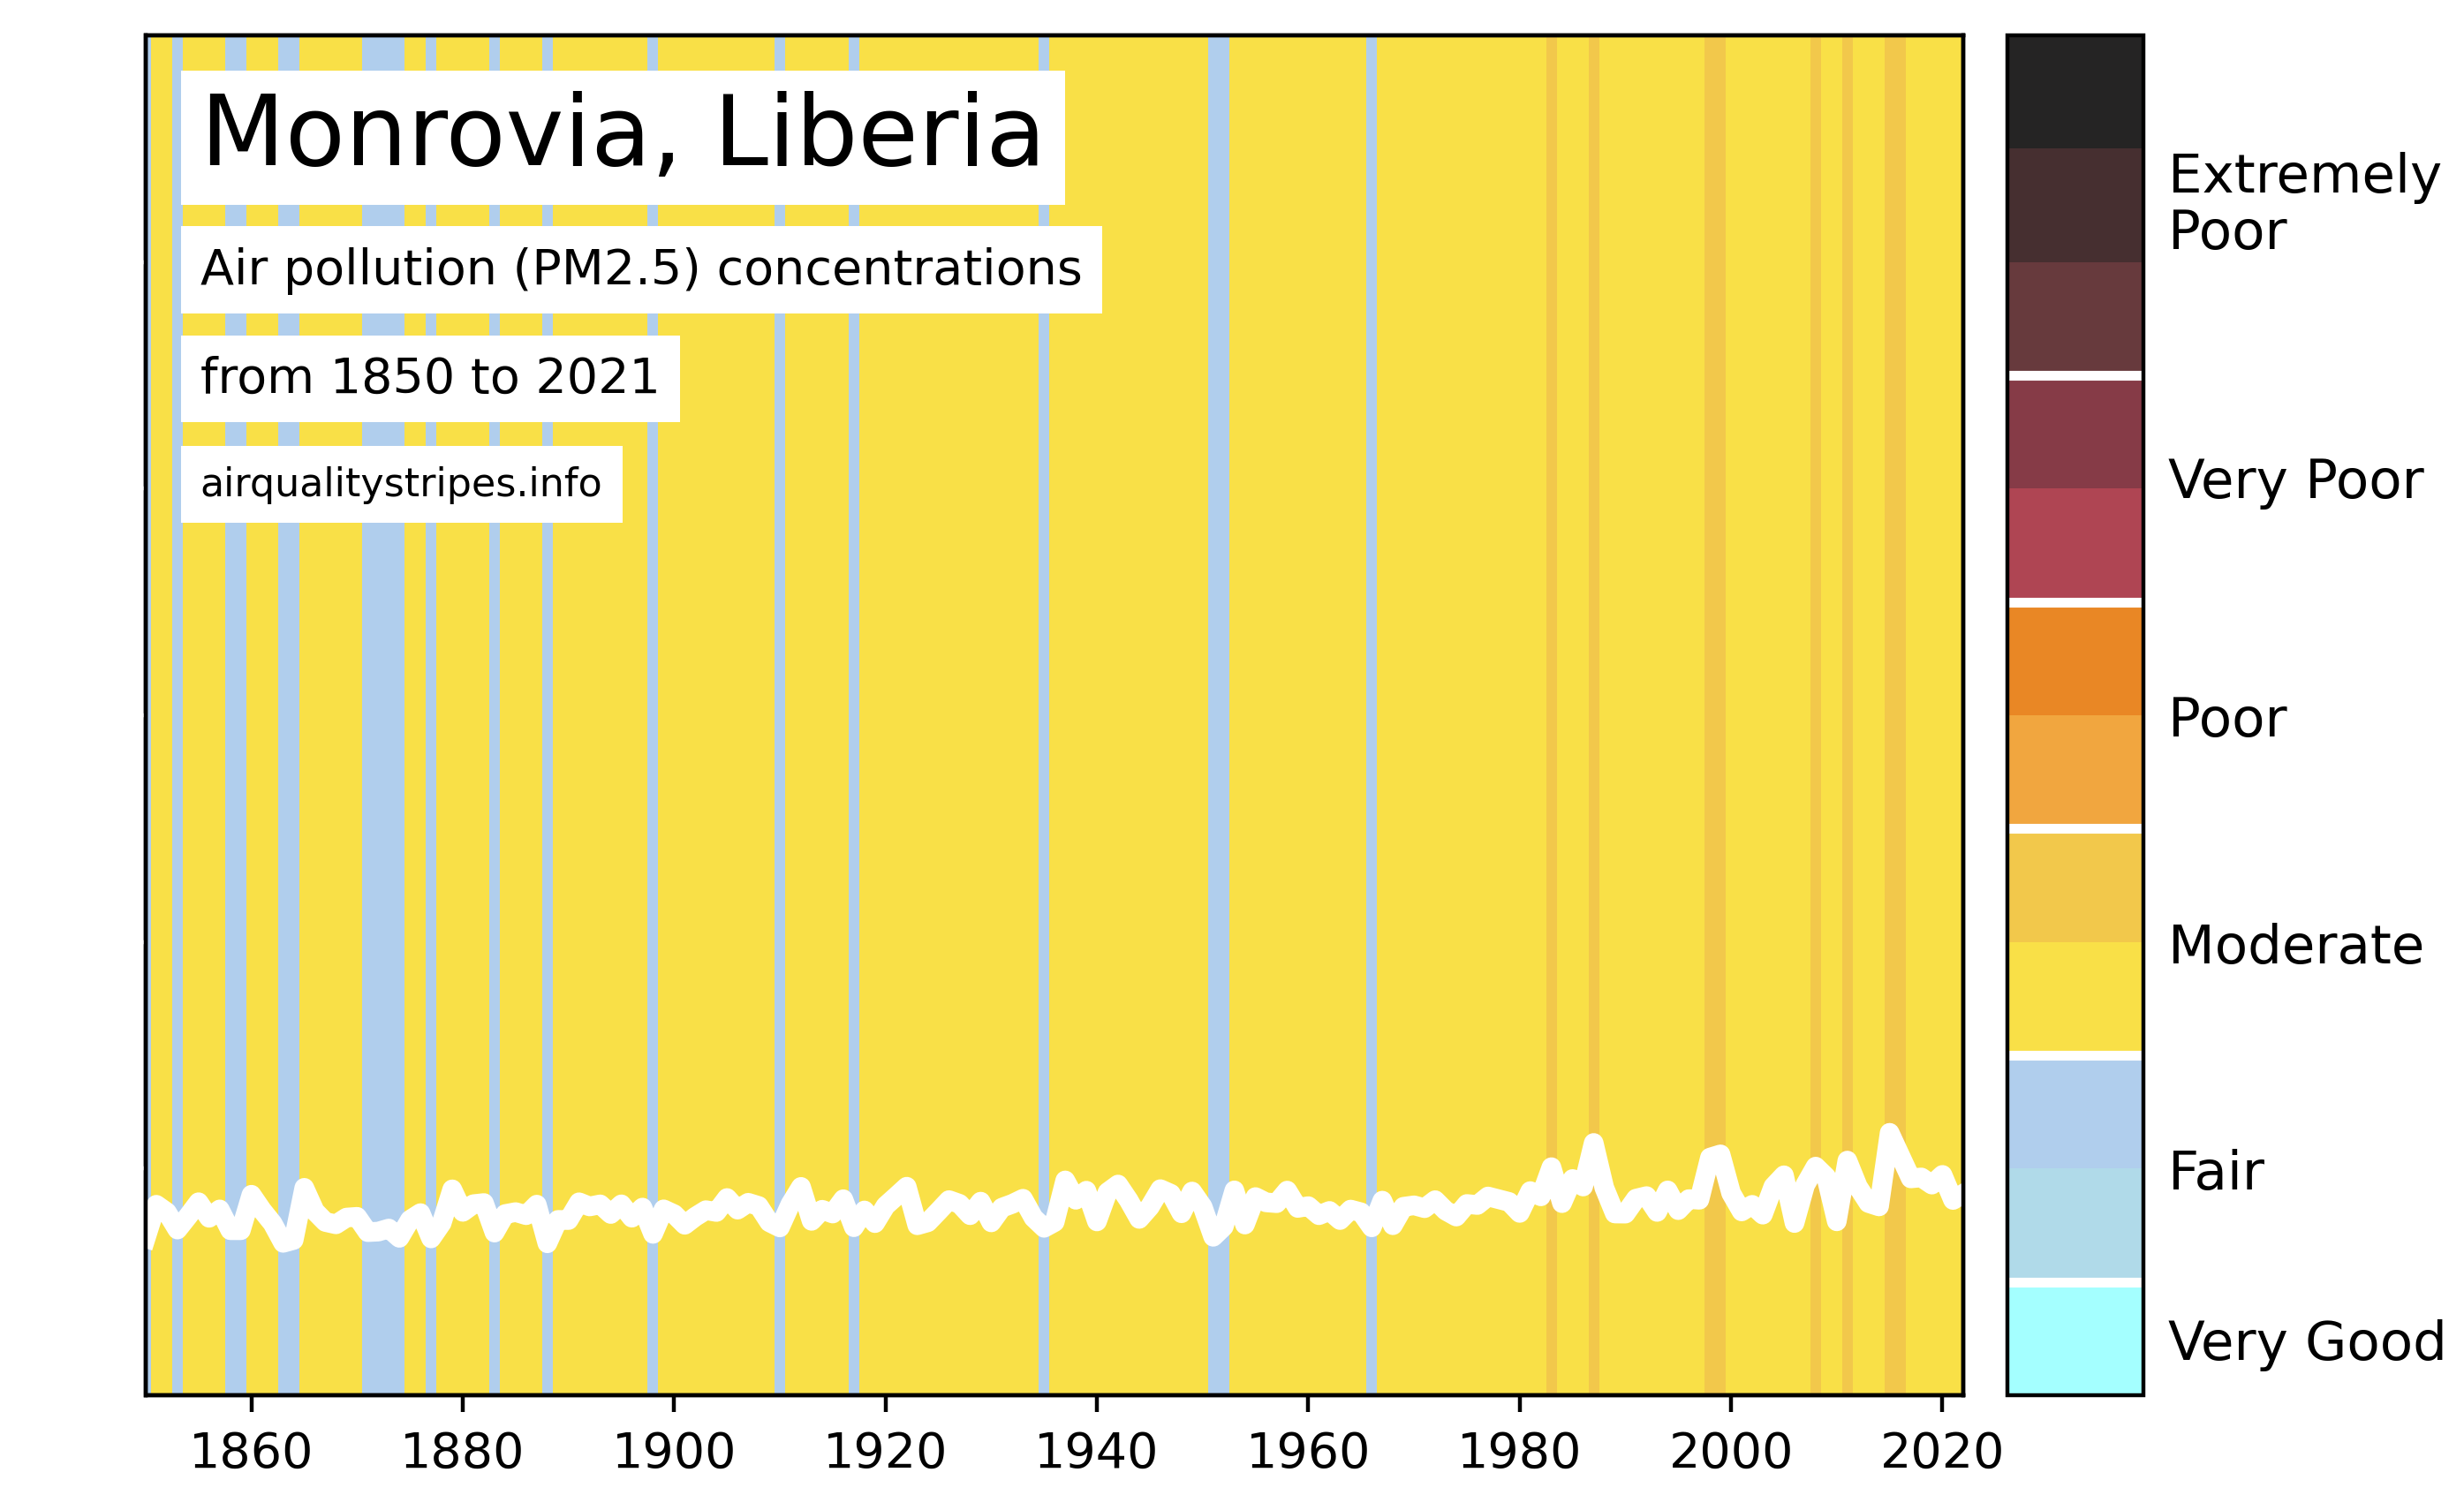 Monrovia, Liberia
Air pollution (PM2.5) concentrations
from 1850 to 2021
airqualitystripes.info
Extremely
Poor
Very Poor
Poor
Moderate
Fair
Very Good
1860 1880 1900 1920 1940 1960 1980 2000 2020